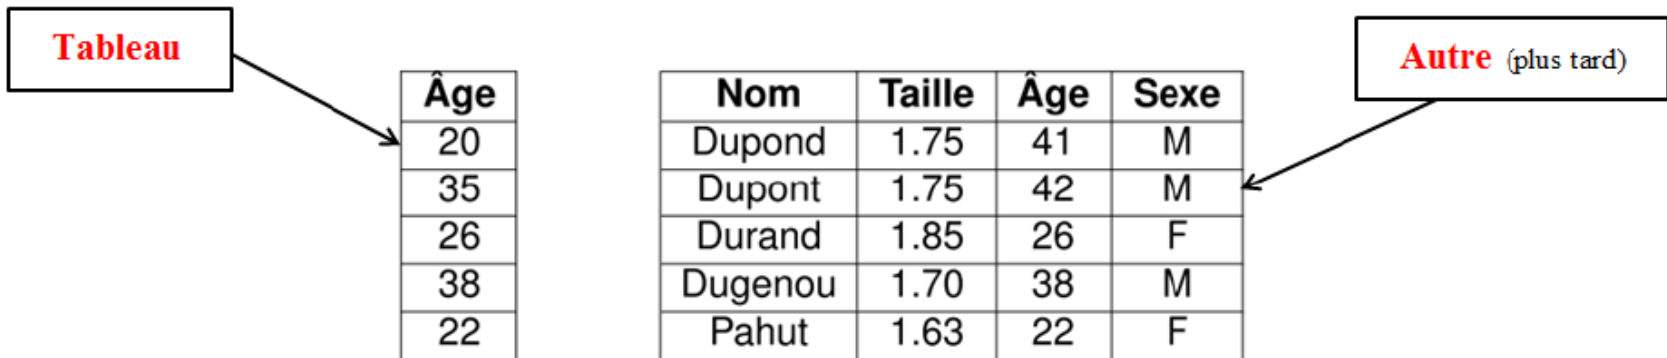 Tableau
Autre (plus tard)
Âge
20
35
26
38
22
Nom Taille Âge Sexe
Dupond 1.75 41 M
Dupont 1.75 42 M
Durand 1.85 26 F
Dugenou 1.70 38 M
Pahut 1.63 22 F